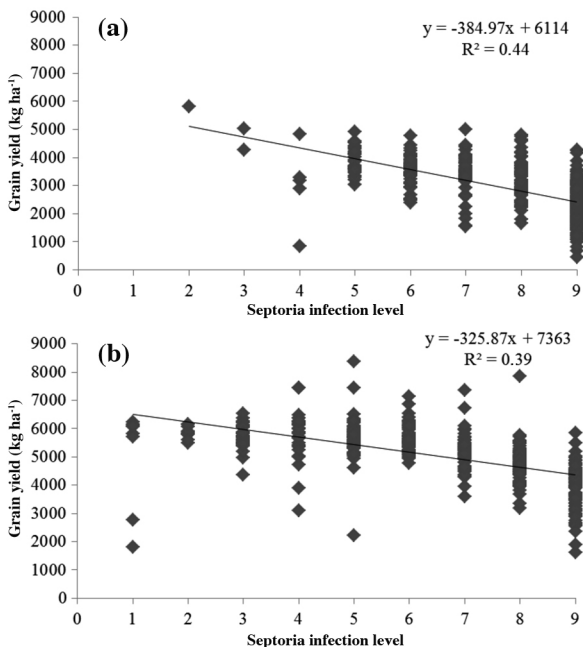 (a)
y = -384.97x + 6114
R² = 0.44
Grain yield (kg ha⁻¹)
9000
8000
7000
6000
5000
4000
3000
2000
1000
0
0 1 2 3 4 5 6 7 8 9
Septoria infection level
(b)
y = -325.87x + 7363
R² = 0.39
Grain yield (kg ha⁻¹)
9000
8000
7000
6000
5000
4000
3000
2000
1000
0
0 1 2 3 4 5 6 7 8 9
Septoria infection level